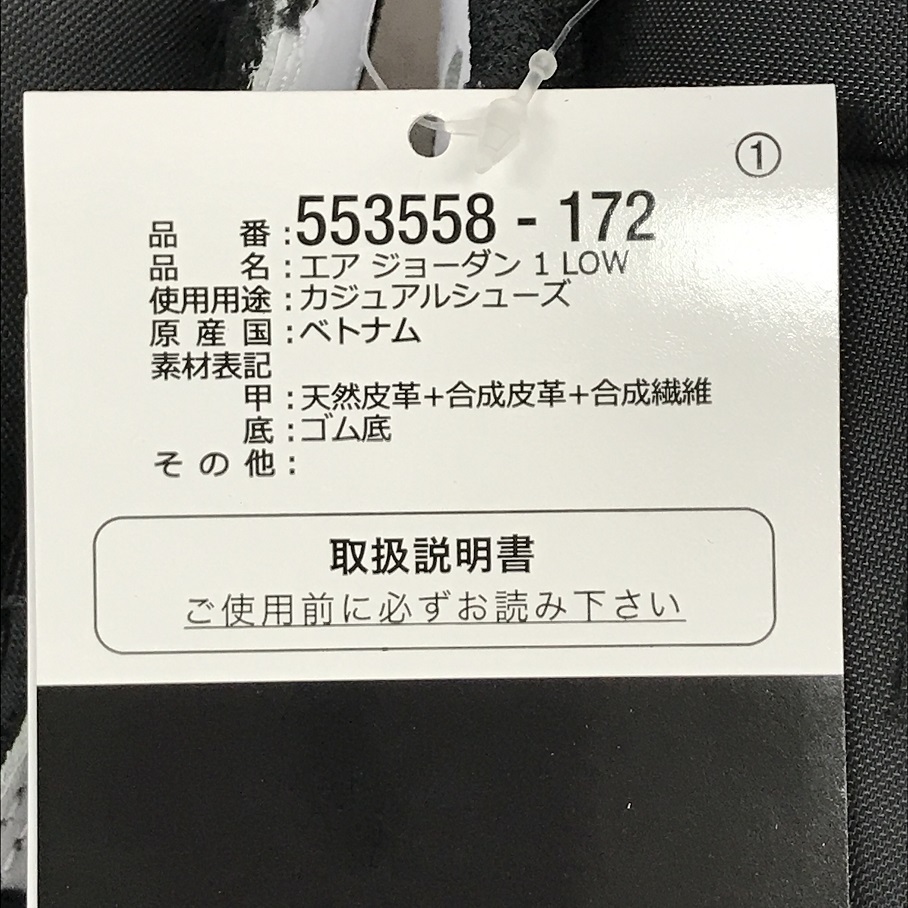 ①
品番:553558-172
品名:エア ジョーダン 1 LOW
使用用途:カジュアルシューズ
原産国:ベトナム
素材表記
甲:天然皮革+合成皮革+合成繊維
底:ゴム底
その他:
取扱説明書
ご使用前に必ずお読み下さい